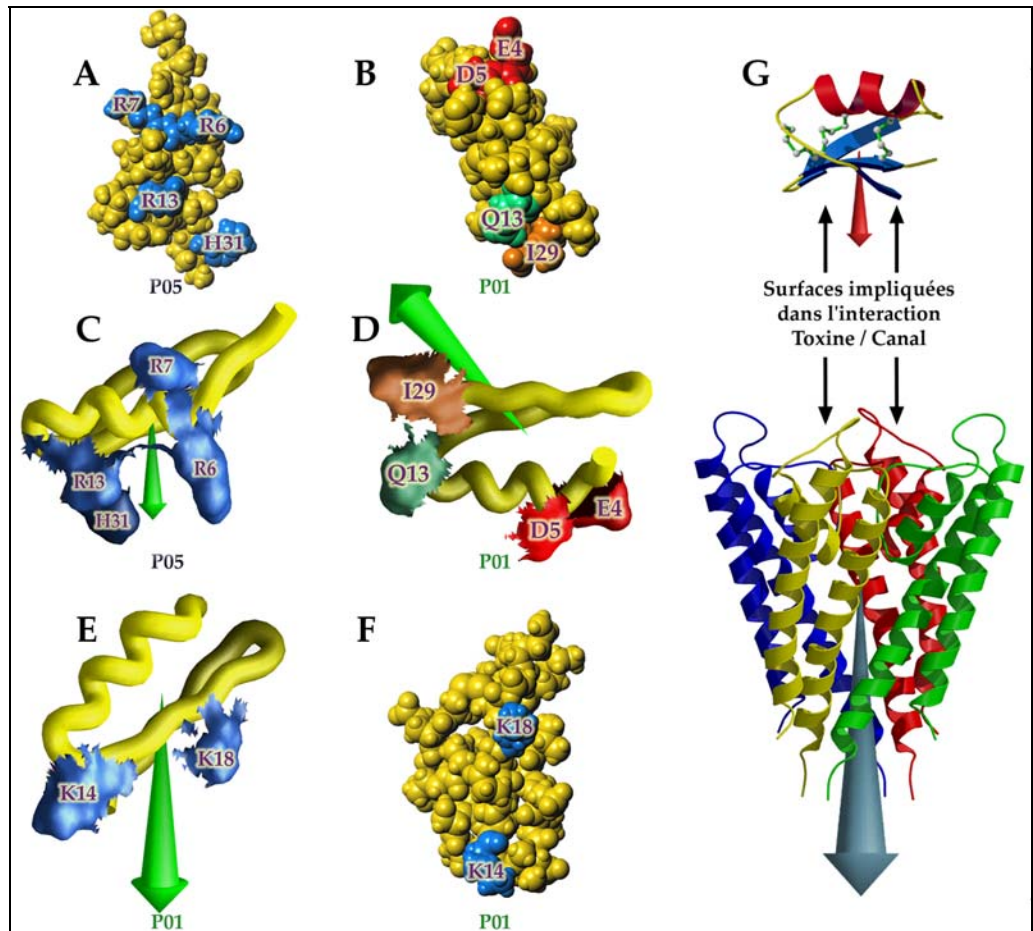 A
R7
R6
R13
H31
P05
B
E4
D5
Q13
I29
P01
C
R7
R13
R6
H31
P05
D
I29
Q13
D5
E4
P01
E
K18
K14
P01
F
K18
K14
P01
G
Surfaces impliquées
dans l'interaction
Toxine / Canal